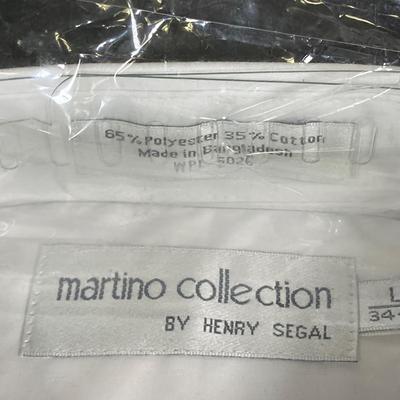 65% Polyester 35% Cotton
Made in Bangladesh
martino collection
BY HENRY SEGAL
L